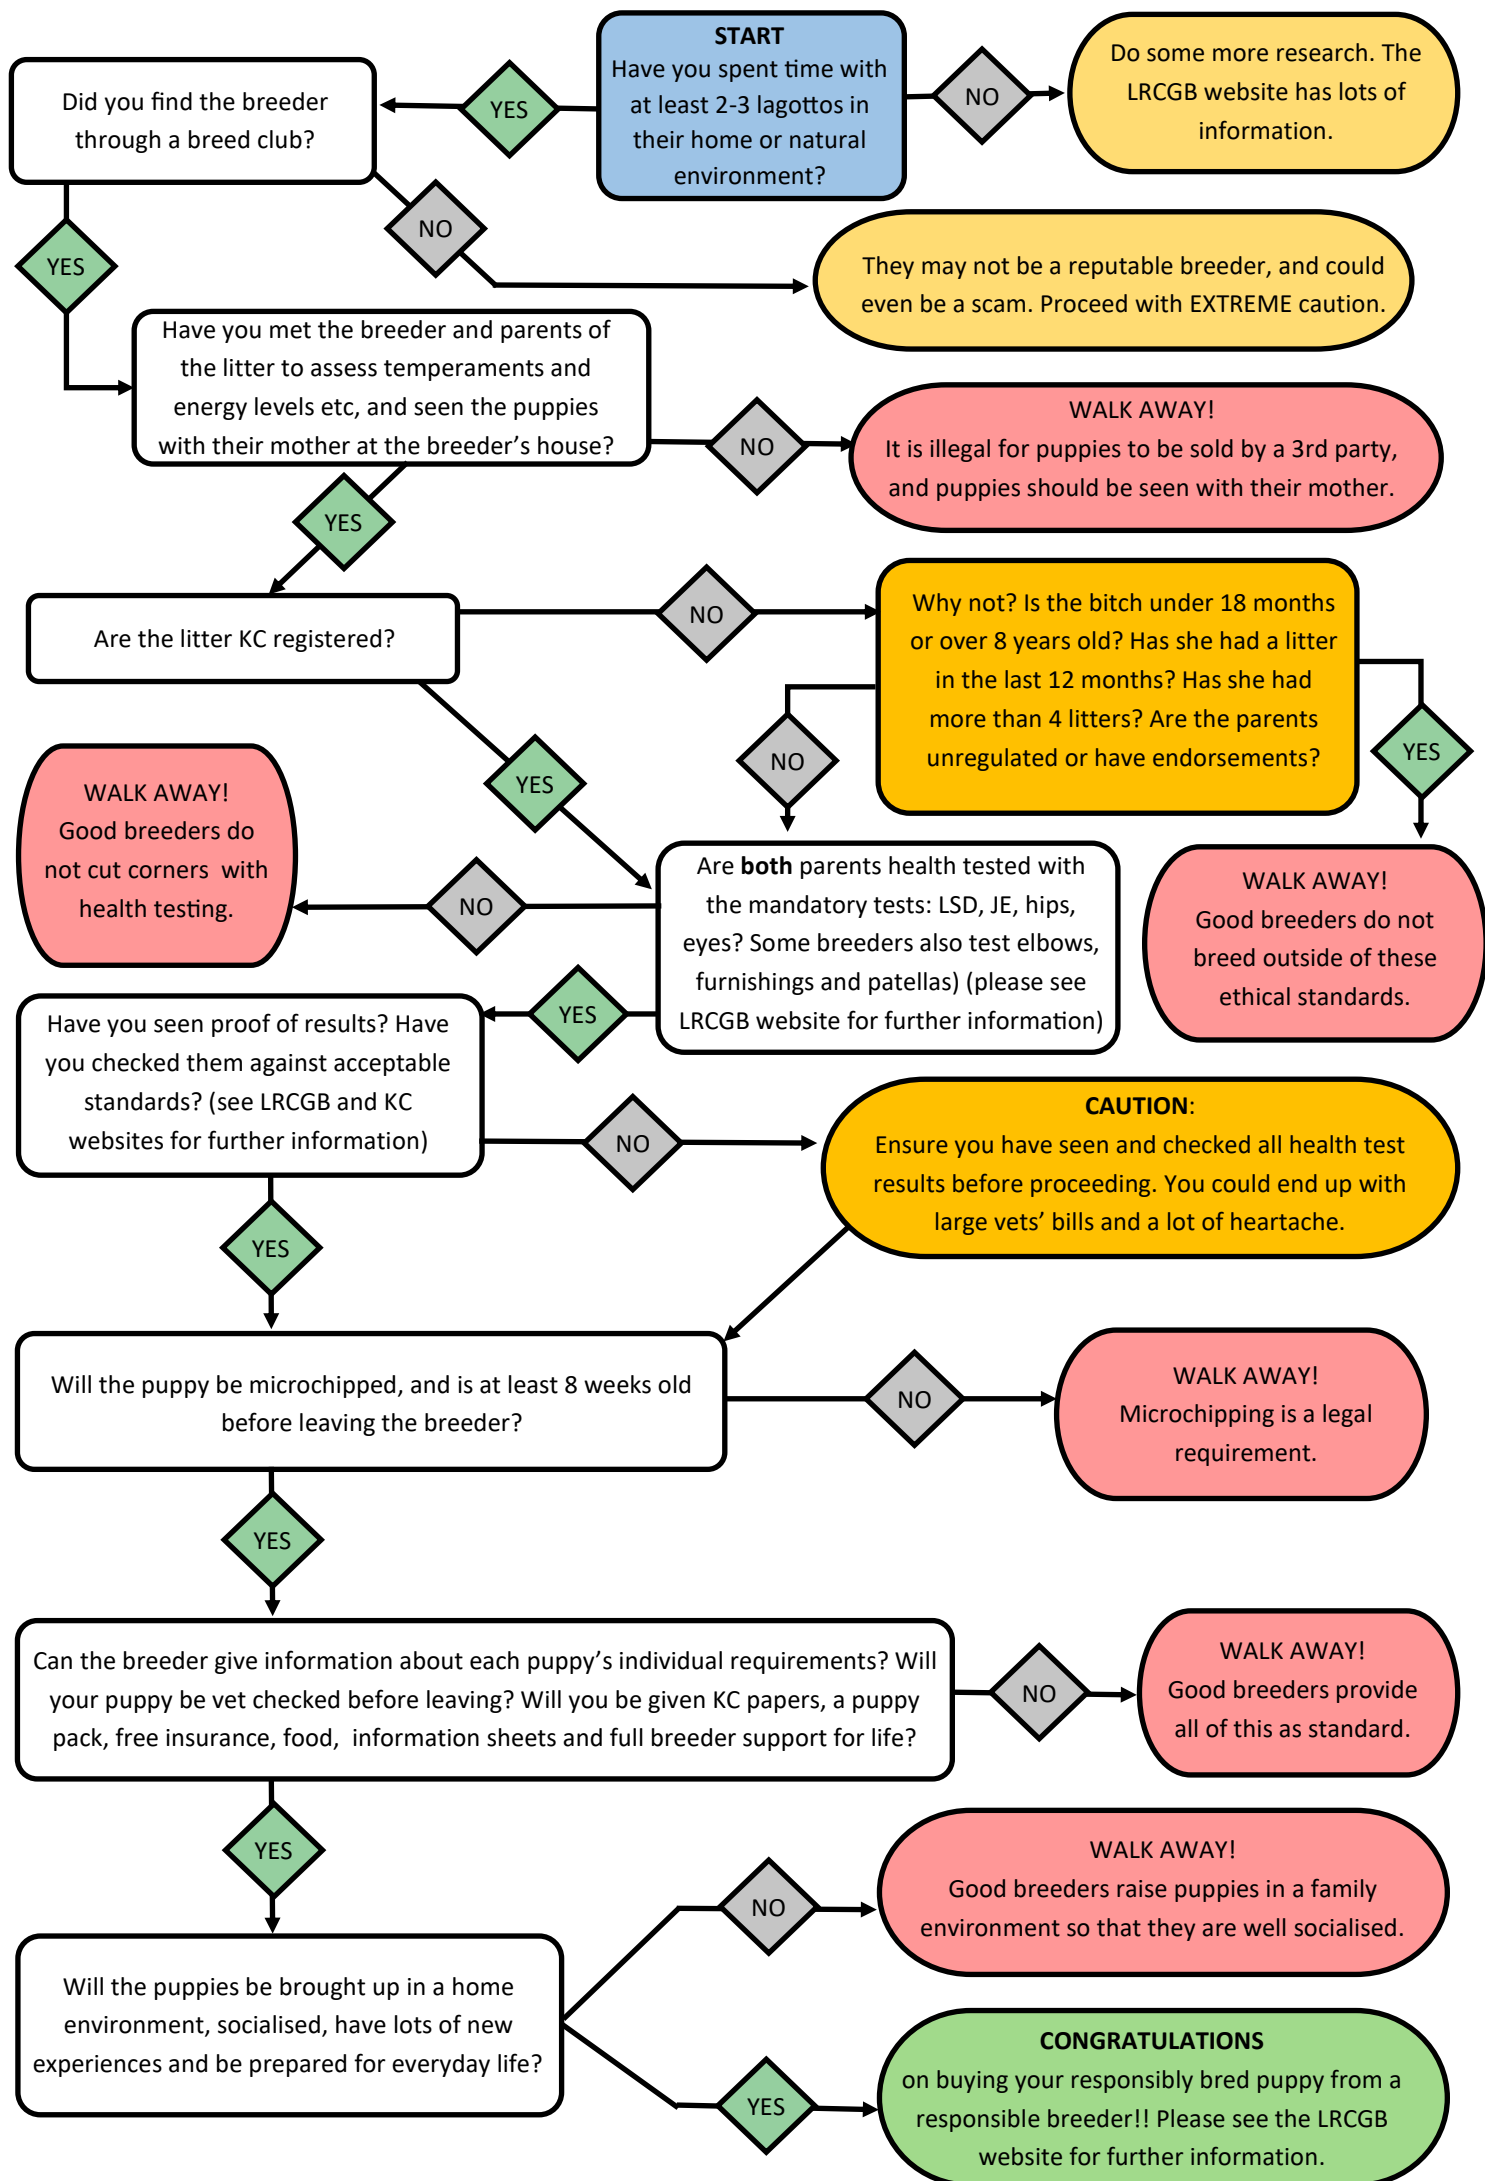 START
Have you spent time with
at least 2-3 lagottos in
their home or natural
environment?
NO
Do some more research. The
LRCGB website has lots of
information.
YES
Did you find the breeder
through a breed club?
NO
They may not be a reputable breeder, and could
even be a scam. Proceed with EXTREME caution.
YES
Have you met the breeder and parents of
the litter to assess temperaments and
energy levels etc, and seen the puppies
with their mother at the breeder’s house?
NO
WALK AWAY!
It is illegal for puppies to be sold by a 3rd party,
and puppies should be seen with their mother.
YES
Are the litter KC registered?
NO
Why not? Is the bitch under 18 months
or over 8 years old? Has she had a litter
in the last 12 months? Has she had
more than 4 litters? Are the parents
unregulated or have endorsements?
YES
WALK AWAY!
Good breeders do not
breed outside of these
ethical standards.
NO
YES
Are both parents health tested with
the mandatory tests: LSD, JE, hips,
eyes? Some breeders also test elbows,
furnishings and patellas) (please see
LRCGB website for further information)
NO
WALK AWAY!
Good breeders do
not cut corners  with
health testing.
YES
Have you seen proof of results? Have
you checked them against acceptable
standards? (see LRCGB and KC
websites for further information)
NO
CAUTION:
Ensure you have seen and checked all health test
results before proceeding. You could end up with
large vets’ bills and a lot of heartache.
YES
Will the puppy be microchipped, and is at least 8 weeks old
before leaving the breeder?
NO
WALK AWAY!
Microchipping is a legal
requirement.
YES
Can the breeder give information about each puppy’s individual requirements? Will
your puppy be vet checked before leaving? Will you be given KC papers, a puppy
pack, free insurance, food,  information sheets and full breeder support for life?
NO
WALK AWAY!
Good breeders provide
all of this as standard.
YES
Will the puppies be brought up in a home
environment, socialised, have lots of new
experiences and be prepared for everyday life?
NO
WALK AWAY!
Good breeders raise puppies in a family
environment so that they are well socialised.
YES
CONGRATULATIONS
on buying your responsibly bred puppy from a
responsible breeder!! Please see the LRCGB
website for further information.